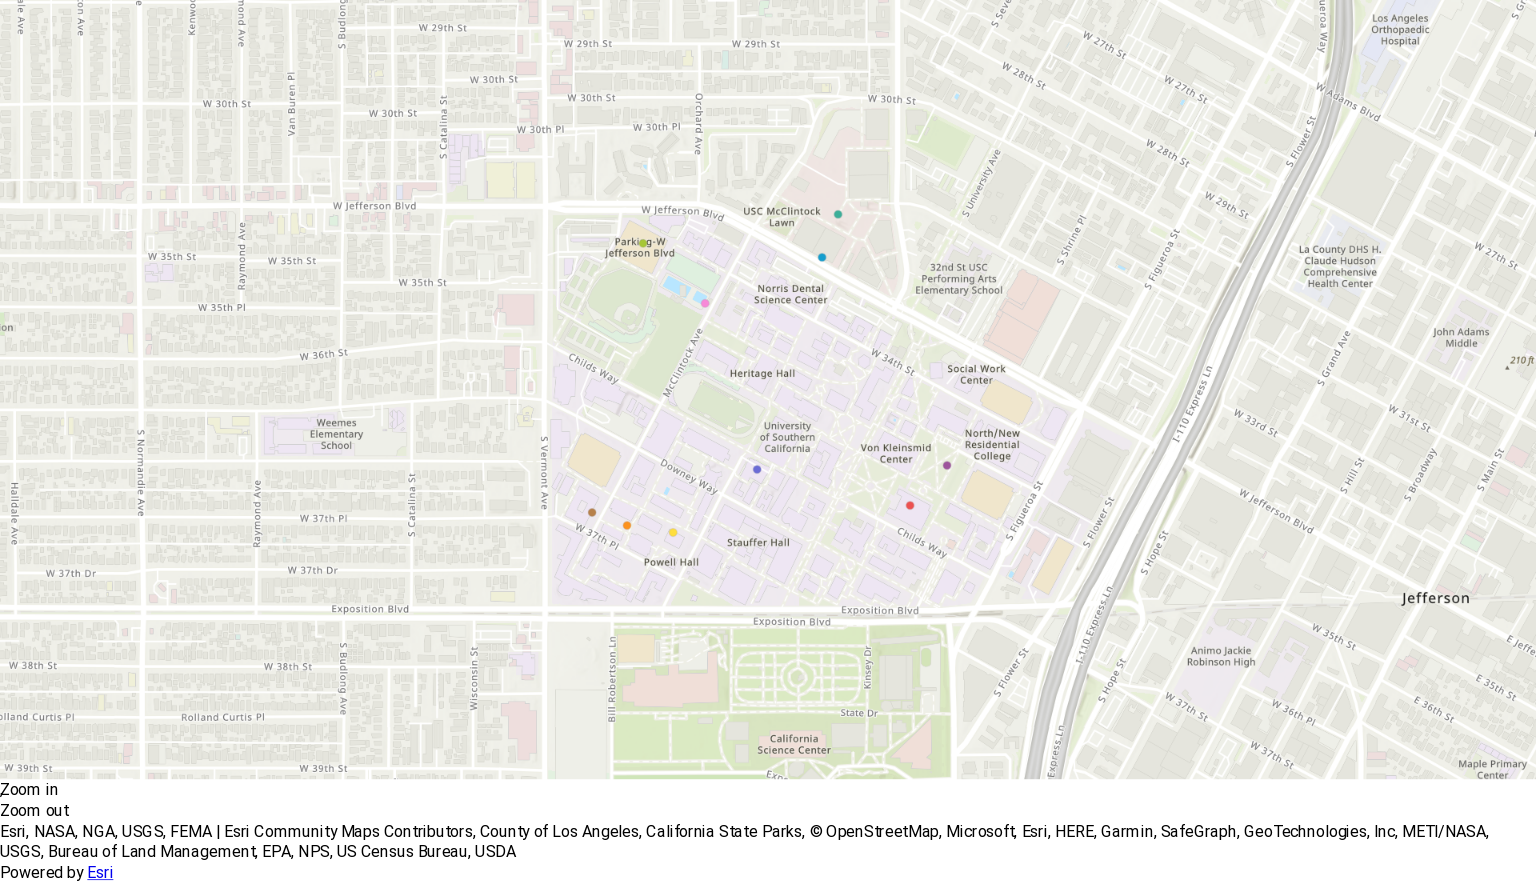 W 29th St
W 29th St
W 29th St
W 30th St
W 30th St
W 30th St
W 30th St
W 30th St
W 30th Pl
W 30th Pl
Van Buren Pl
S Catalina St
Orchard Ave
S Budlong
Los Angeles
Orthopaedic
Hospital
W 27th St
W 28th St
W 27th St
W Adams Blvd
W 28th St
W 29th St
S Flower St
S University Ave
S Shrine Pl
S Figueroa St
W 27th St
W Jefferson Blvd
W Jefferson Blvd
USC McClintock
Lawn
Parking-W
Jefferson Blvd
W 35th St
W 35th St
W 35th St
Raymond Ave
W 35th Pl
W 36th St
Norris Dental
Science Center
32nd St USC
Performing Arts
Elementary School
La County DHS H.
Claude Hudson
Comprehensive
Health Center
John Adams
Middle
210 ft
S Grand Ave
Childs Way
McClintock Ave
Heritage Hall
W 34th St
Social Work
Center
I-110 Express Ln
W 33rd St
W 31st St
Weemes
Elementary
School
S Normandie Ave
S Vermont Ave
University
of Southern
California
Von Kleinsmid
Center
North/New
Residential
College
S Hill St
S Broadway
S Main St
Halldale Ave
Raymond Ave
S Catalina St
Downey Way
W 37th Pl
W 37th Pl
Stauffer Hall
Powell Hall
Childs Way
S Figueroa St
S Flower St
S Hope St
W Jefferson Blvd
W 37th Dr
W 37th Dr
Exposition Blvd
Exposition Blvd
Exposition Blvd
Jefferson
I-110 Express Ln
W 38th St
W 38th St
S Budlong Ave
Wisconsin St
Bill Robertson Ln
Kinsey Dr
State Dr
S Flower St
S Hope St
Animo Jackie
Robinson High
W 35th St
E 35th St
E 36th St
W 36th Pl
W 37th St
W 37th St
Rolland Curtis Pl
California
Science Center
W 39th St
W 39th St
Maple Primary
Center
Zoom in
Zoom out
Esri, NASA, NGA, USGS, FEMA | Esri Community Maps Contributors, County of Los Angeles, California State Parks, © OpenStreetMap, Microsoft, Esri, HERE, Garmin, SafeGraph, GeoTechnologies, Inc, METI/NASA,
USGS, Bureau of Land Management, EPA, NPS, US Census Bureau, USDA
Powered by Esri